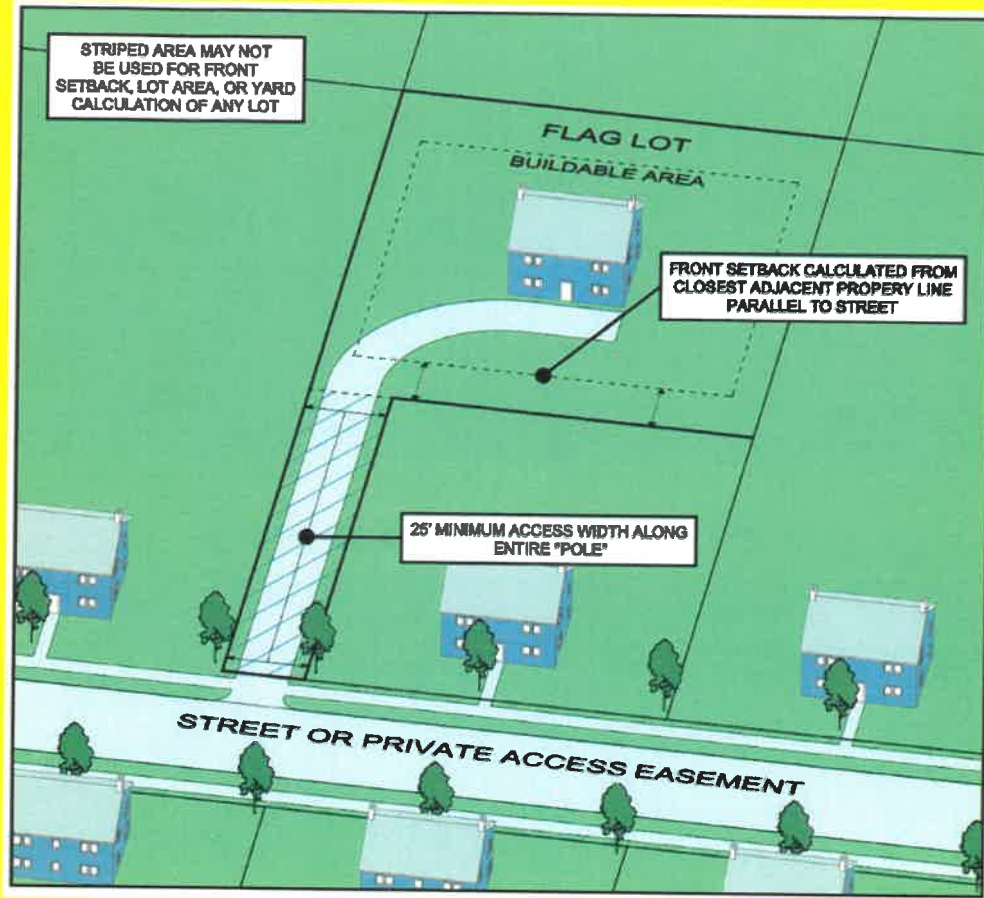 STRIPED AREA MAY NOT
BE USED FOR FRONT
SETBACK, LOT AREA, OR YARD
CALCULATION OF ANY LOT
FLAG LOT
BUILDABLE AREA
FRONT SETBACK CALCULATED FROM
CLOSEST ADJACENT PROPERY LINE
PARALLEL TO STREET
25' MINIMUM ACCESS WIDTH ALONG
ENTIRE "POLE"
STREET OR PRIVATE ACCESS EASEMENT